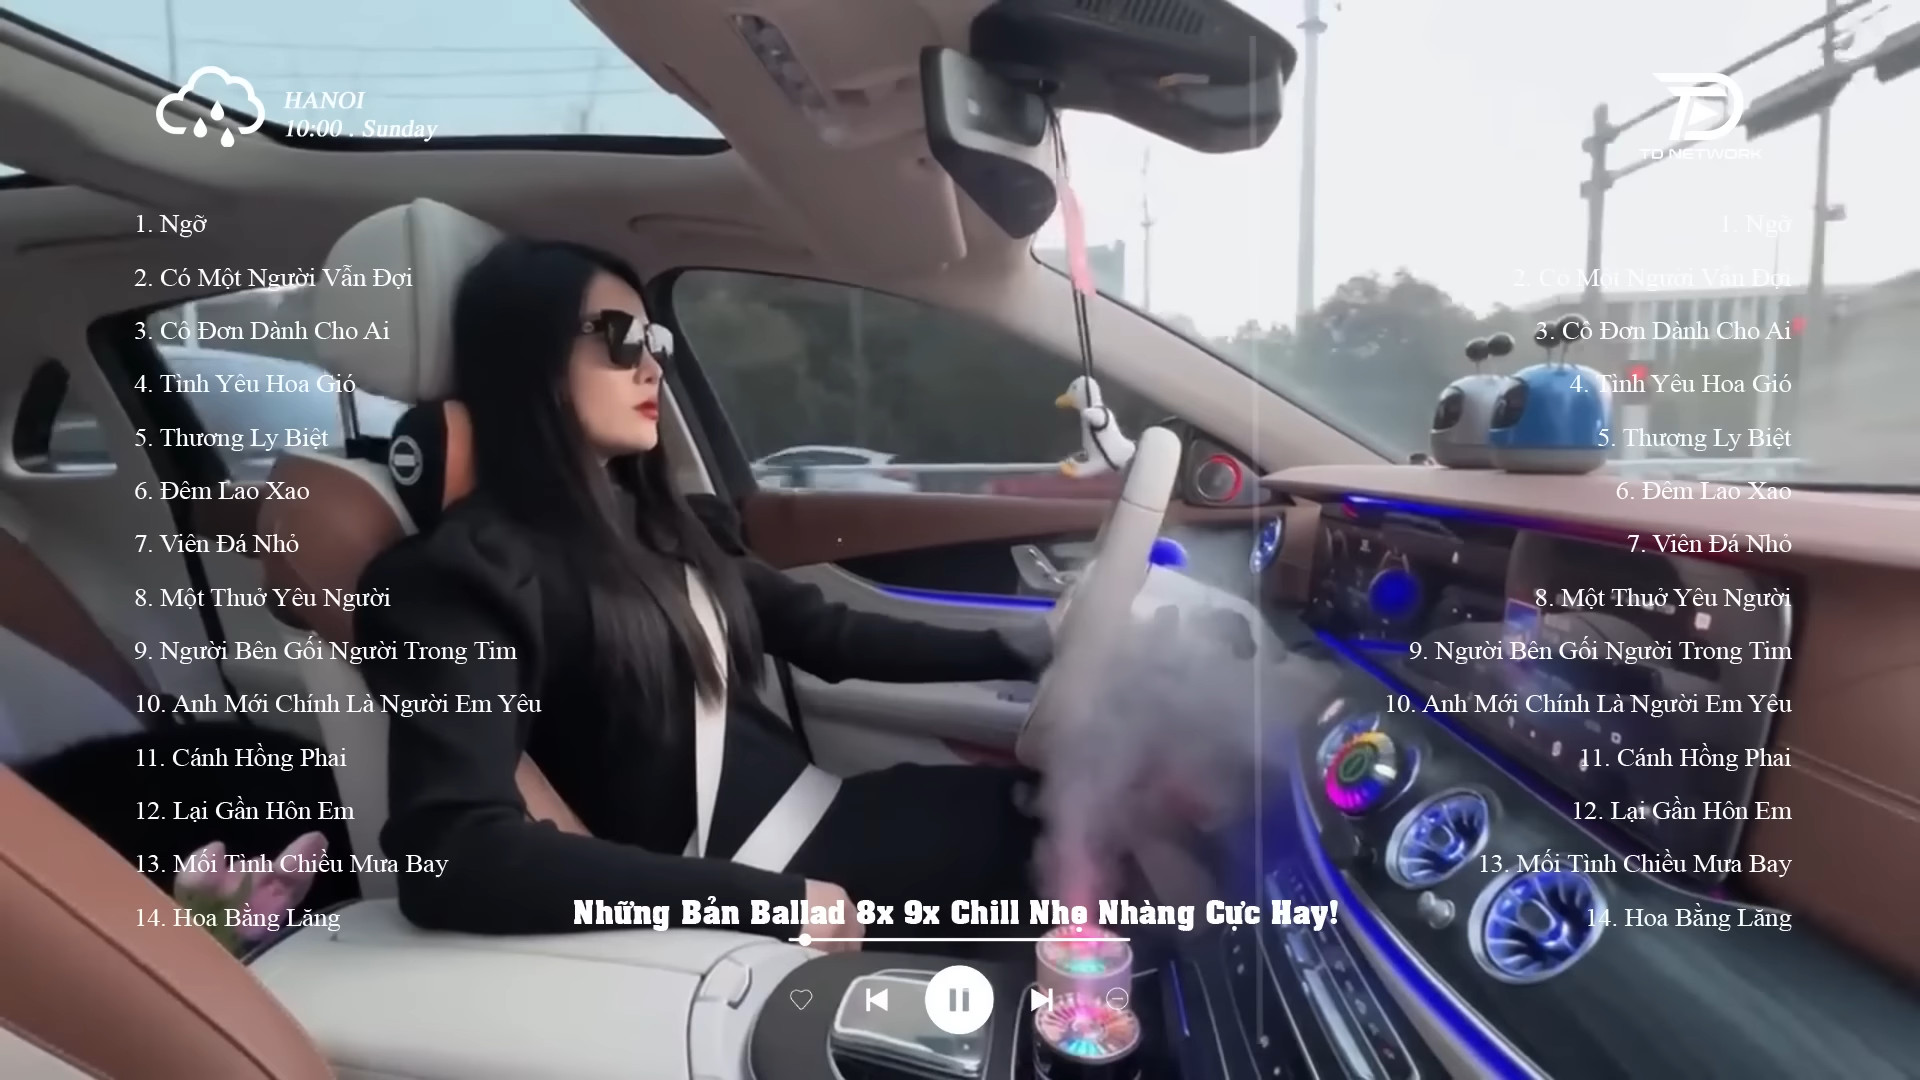 HANOI
10:00 . Sunday
TD NETWORK
1. Ngỡ
2. Có Một Người Vẫn Đợi
3. Cô Đơn Dành Cho Ai
4. Tình Yêu Hoa Gió
5. Thương Ly Biệt
6. Đêm Lao Xao
7. Viên Đá Nhỏ
8. Một Thuở Yêu Người
9. Người Bên Gối Người Trong Tim
10. Anh Mới Chính Là Người Em Yêu
11. Cánh Hồng Phai
12. Lại Gần Hôn Em
13. Mối Tình Chiều Mưa Bay
14. Hoa Bằng Lăng
1. Ngỡ
2. Có Một Người Vẫn Đợi
3. Cô Đơn Dành Cho Ai
4. Tình Yêu Hoa Gió
5. Thương Ly Biệt
6. Đêm Lao Xao
7. Viên Đá Nhỏ
8. Một Thuở Yêu Người
9. Người Bên Gối Người Trong Tim
10. Anh Mới Chính Là Người Em Yêu
11. Cánh Hồng Phai
12. Lại Gần Hôn Em
13. Mối Tình Chiều Mưa Bay
14. Hoa Bằng Lăng
Những Bản Ballad 8x 9x Chill Nhẹ Nhàng Cực Hay!